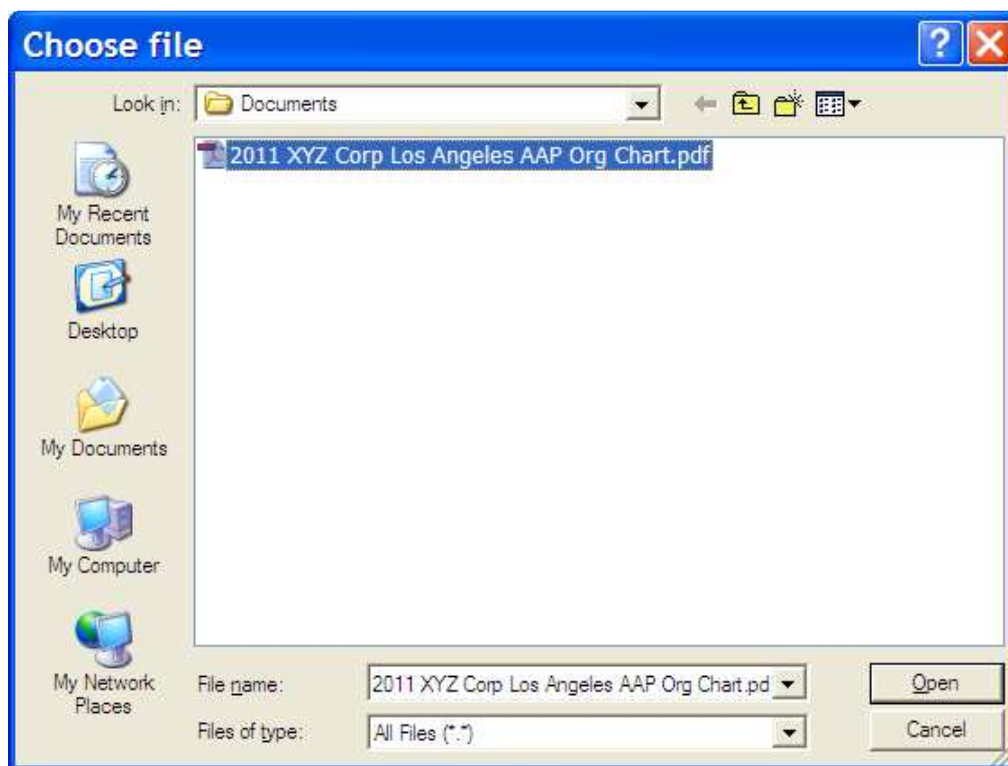 Choose file
Look in:
Documents
2011 XYZ Corp Los Angeles AAP Org Chart.pdf
My Recent
Documents
Desktop
My Documents
My Computer
My Network
Places
File name:
2011 XYZ Corp Los Angeles AAP Org Chart.pd
Open
Files of type:
All Files (*.*)
Cancel